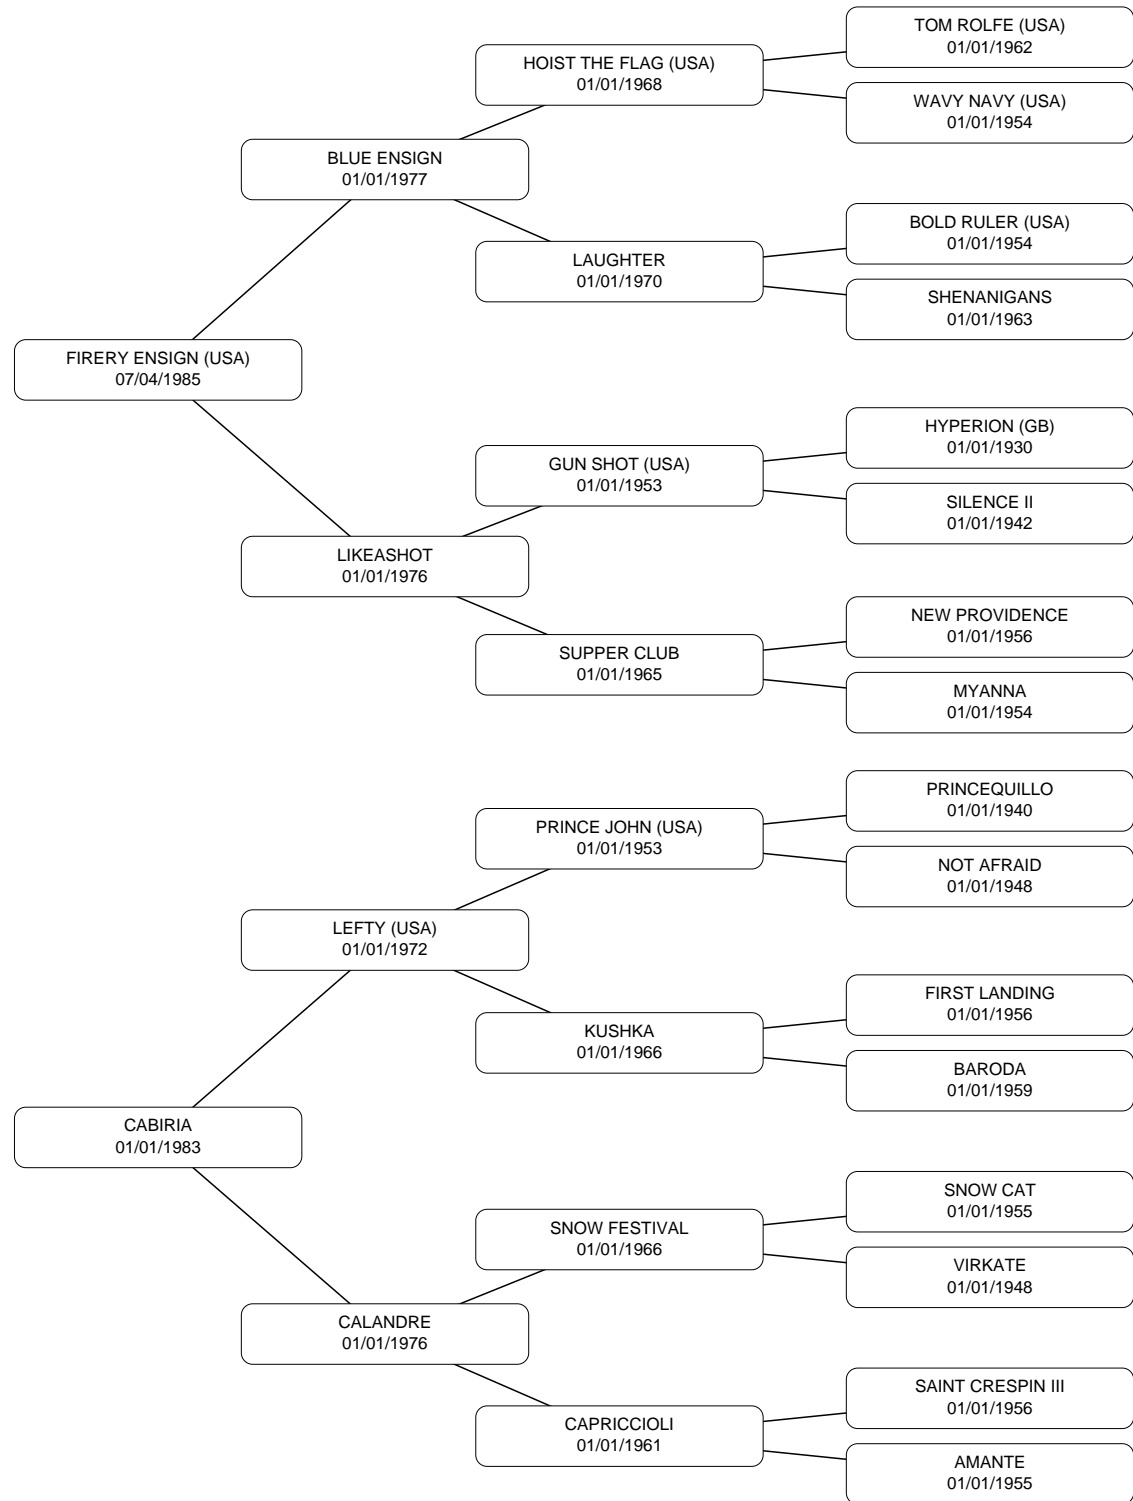 TOM ROLFE (USA)
01/01/1962
HOIST THE FLAG (USA)
01/01/1968
WAVY NAVY (USA)
01/01/1954
BLUE ENSIGN
01/01/1977
BOLD RULER (USA)
01/01/1954
LAUGHTER
01/01/1970
SHENANIGANS
01/01/1963
FIRERY ENSIGN (USA)
07/04/1985
HYPERION (GB)
01/01/1930
GUN SHOT (USA)
01/01/1953
SILENCE II
01/01/1942
LIKEASHOT
01/01/1976
NEW PROVIDENCE
01/01/1956
SUPPER CLUB
01/01/1965
MYANNA
01/01/1954
PRINCEQUILLO
01/01/1940
PRINCE JOHN (USA)
01/01/1953
NOT AFRAID
01/01/1948
LEFTY (USA)
01/01/1972
FIRST LANDING
01/01/1956
KUSHKA
01/01/1966
BARODA
01/01/1959
CABIRIA
01/01/1983
SNOW CAT
01/01/1955
SNOW FESTIVAL
01/01/1966
VIRKATE
01/01/1948
CALANDRE
01/01/1976
SAINT CRESPIN III
01/01/1956
CAPRICCIOLI
01/01/1961
AMANTE
01/01/1955